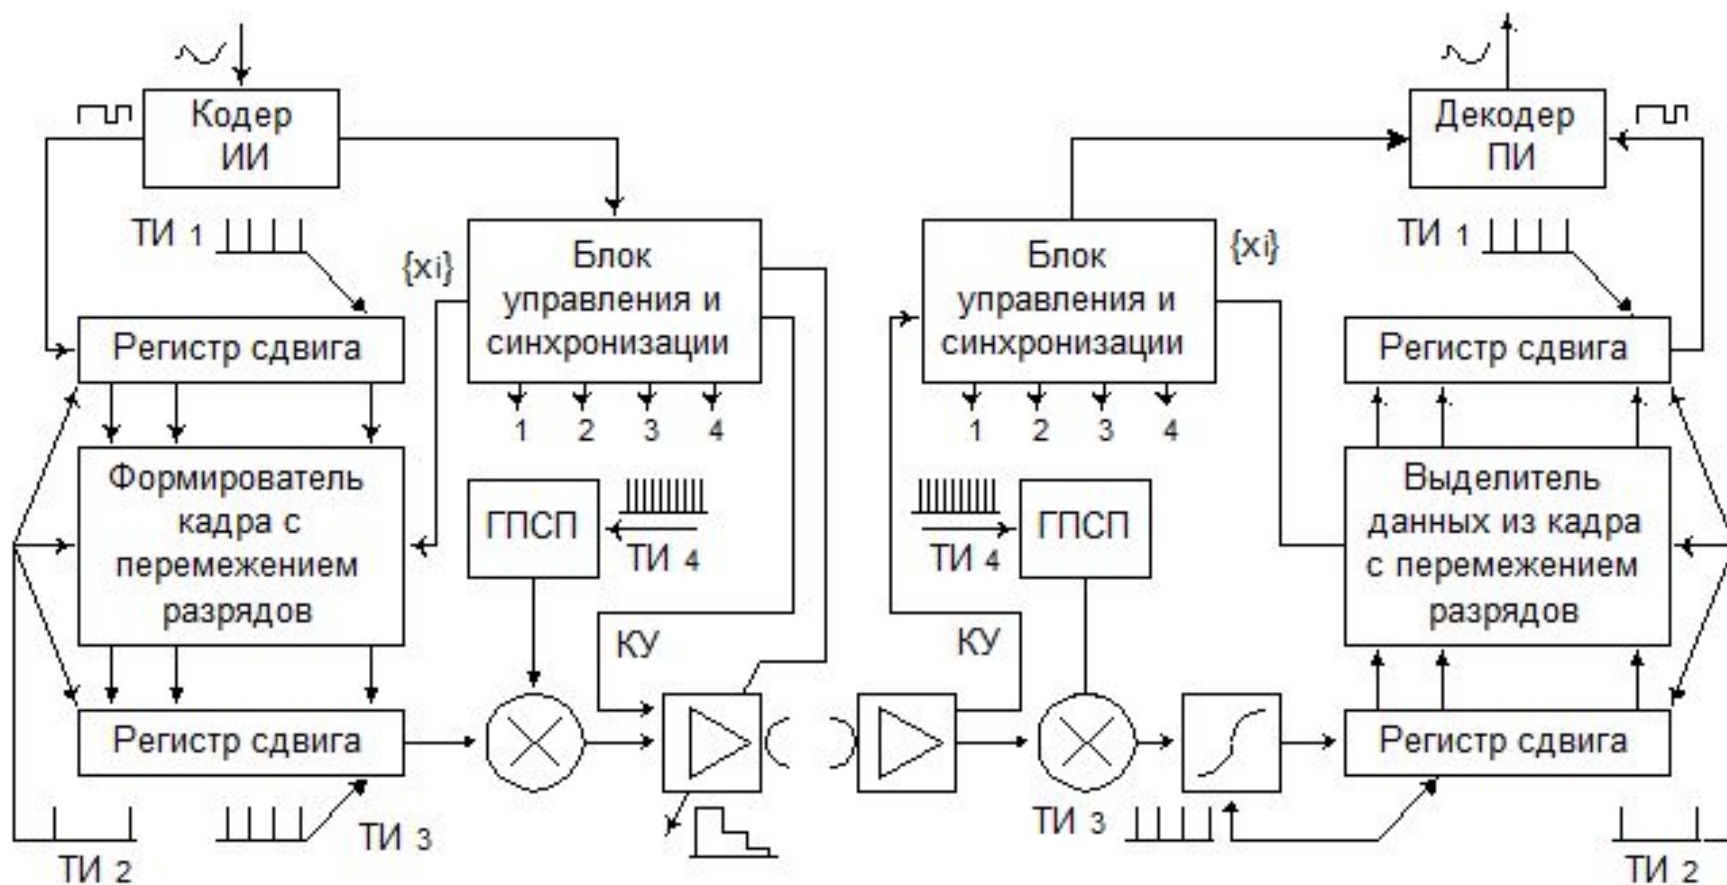 Кодер
ИИ
Декодер
ПИ
ТИ 1
{xi}
Блок
управления и
синхронизации
Блок
управления и
синхронизации
{xi}
ТИ 1
Регистр сдвига
Регистр сдвига
1 2 3 4
1 2 3 4
Формирователь
кадра с
перемежением
разрядов
ГПСП
ТИ 4
ТИ 4
ГПСП
Выделитель
данных из кадра
с перемежением
разрядов
КУ
КУ
Регистр сдвига
Регистр сдвига
ТИ 2
ТИ 3
ТИ 3
ТИ 2